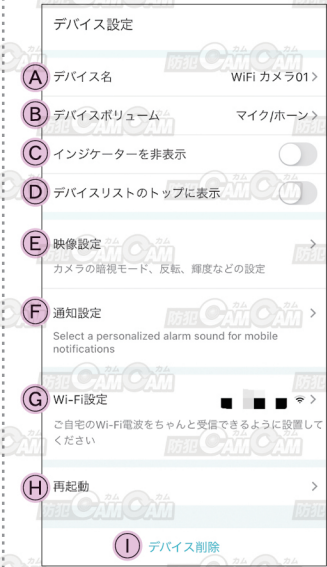 デバイス設定
A デバイス名 WiFi カメラ01 >
B デバイスボリューム マイク/ホーン >
C インジケーターを非表示
D デバイスリストのトップに表示
E 映像設定 >
カメラの暗視モード、反転、輝度などの設定
F 通知設定 >
Select a personalized alarm sound for mobile
notifications
G Wi-Fi設定 >
ご自宅のWi-Fi電波をちゃんと受信できるように設置して
ください
H 再起動 >
I デバイス削除
防犯 CAMCAM カム カム